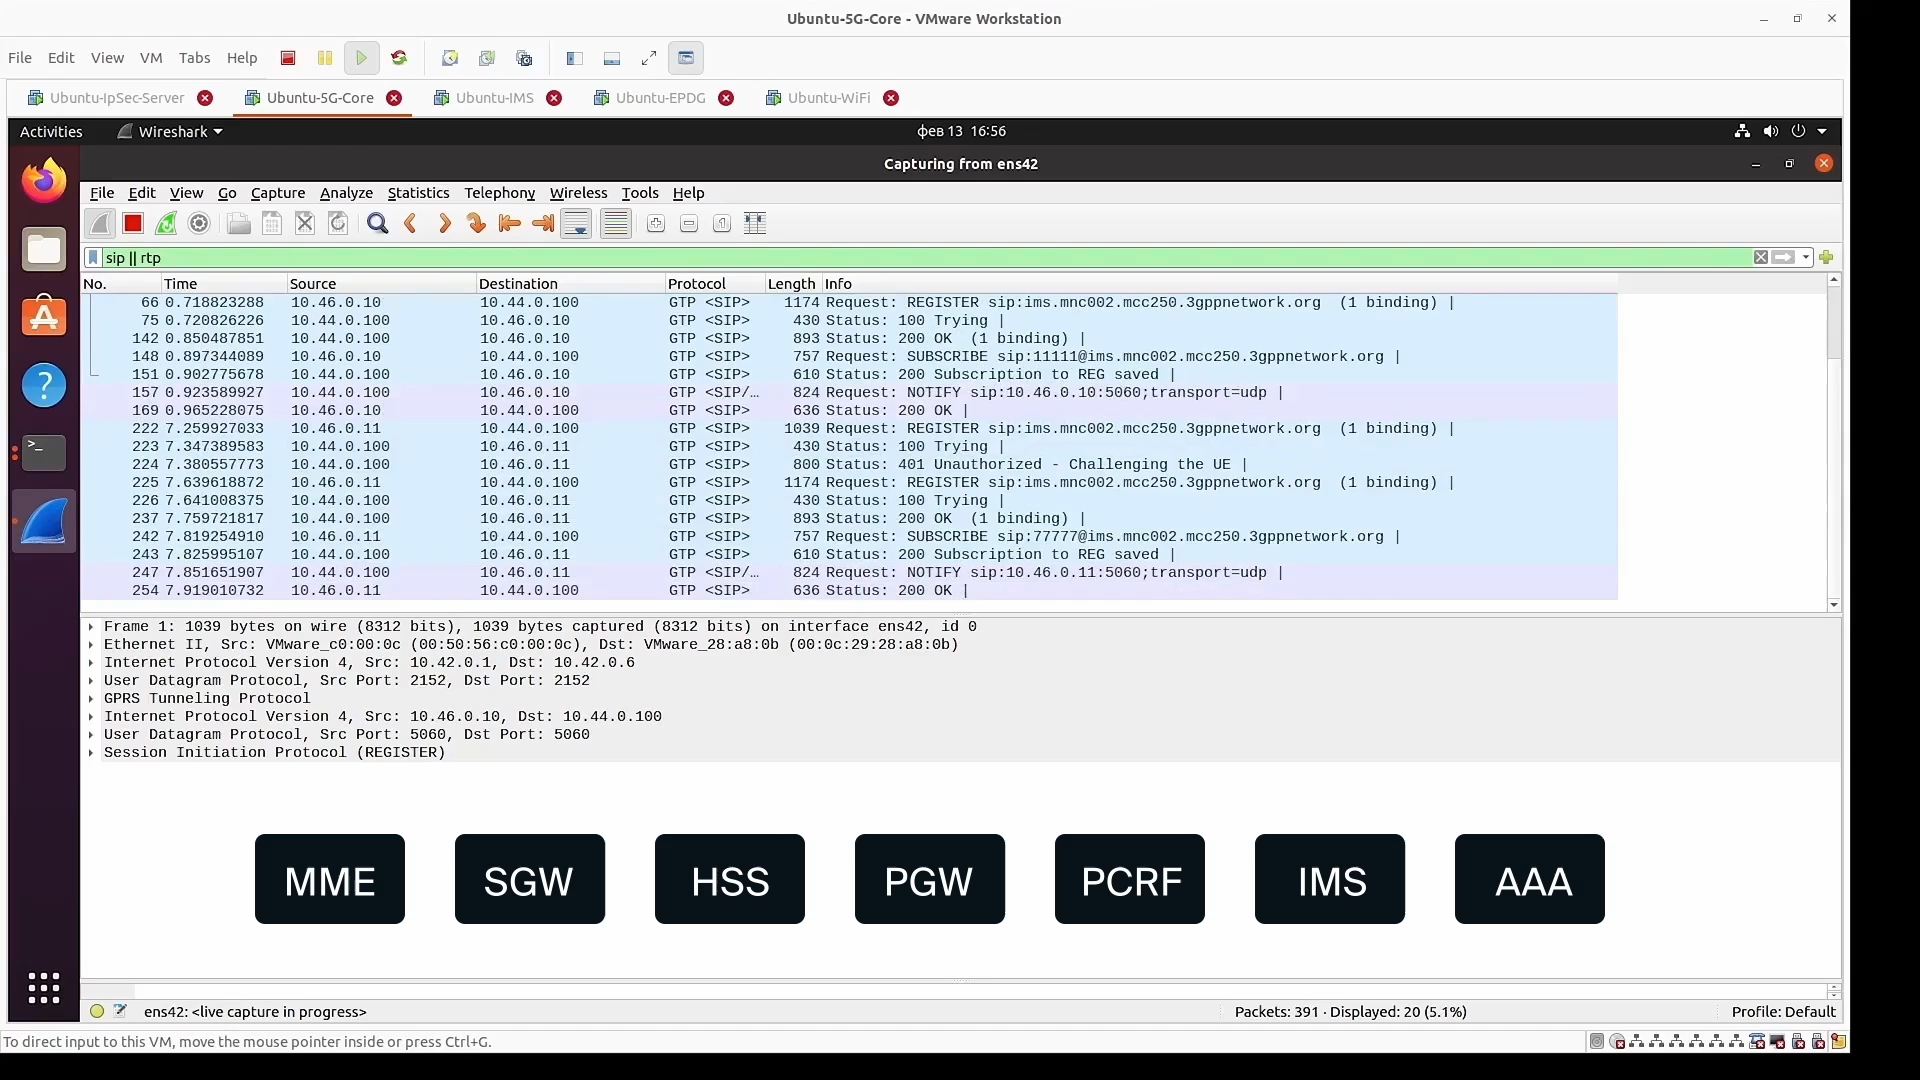 Ubuntu-5G-Core - VMware Workstation
File Edit View VM Tabs Help
Ubuntu-IpSec-Server Ubuntu-5G-Core Ubuntu-IMS Ubuntu-EPDG Ubuntu-WiFi
Activities Wireshark фев 13 16:56
Capturing from ens42
File Edit View Go Capture Analyze Statistics Telephony Wireless Tools Help
sip || rtp
No. Time Source Destination Protocol Length Info
66 0.718823288 10.46.0.10 10.44.0.100 GTP <SIP> 1174 Request: REGISTER sip:ims.mnc002.mcc250.3gppnetwork.org (1 binding) |
75 0.720826226 10.44.0.100 10.46.0.10 GTP <SIP> 430 Status: 100 Trying |
142 0.850487851 10.44.0.100 10.46.0.10 GTP <SIP> 893 Status: 200 OK (1 binding) |
148 0.897344089 10.46.0.10 10.44.0.100 GTP <SIP> 757 Request: SUBSCRIBE sip:11111@ims.mnc002.mcc250.3gppnetwork.org |
151 0.902775678 10.44.0.100 10.46.0.10 GTP <SIP> 610 Status: 200 Subscription to REG saved |
157 0.923589927 10.44.0.100 10.46.0.10 GTP <SIP/… 824 Request: NOTIFY sip:10.46.0.10:5060;transport=udp |
169 0.965228075 10.46.0.10 10.44.0.100 GTP <SIP> 636 Status: 200 OK |
222 7.259927033 10.46.0.11 10.44.0.100 GTP <SIP> 1039 Request: REGISTER sip:ims.mnc002.mcc250.3gppnetwork.org (1 binding) |
223 7.347389583 10.44.0.100 10.46.0.11 GTP <SIP> 430 Status: 100 Trying |
224 7.380557773 10.44.0.100 10.46.0.11 GTP <SIP> 800 Status: 401 Unauthorized - Challenging the UE |
225 7.639618872 10.46.0.11 10.44.0.100 GTP <SIP> 1174 Request: REGISTER sip:ims.mnc002.mcc250.3gppnetwork.org (1 binding) |
226 7.641008375 10.44.0.100 10.46.0.11 GTP <SIP> 430 Status: 100 Trying |
237 7.759721817 10.44.0.100 10.46.0.11 GTP <SIP> 893 Status: 200 OK (1 binding) |
242 7.819254910 10.46.0.11 10.44.0.100 GTP <SIP> 757 Request: SUBSCRIBE sip:77777@ims.mnc002.mcc250.3gppnetwork.org |
243 7.825995107 10.44.0.100 10.46.0.11 GTP <SIP> 610 Status: 200 Subscription to REG saved |
247 7.851651907 10.44.0.100 10.46.0.11 GTP <SIP/… 824 Request: NOTIFY sip:10.46.0.11:5060;transport=udp |
254 7.919010732 10.46.0.11 10.44.0.100 GTP <SIP> 636 Status: 200 OK |
Frame 1: 1039 bytes on wire (8312 bits), 1039 bytes captured (8312 bits) on interface ens42, id 0
Ethernet II, Src: VMware_c0:00:0c (00:50:56:c0:00:0c), Dst: VMware_28:a8:0b (00:0c:29:28:a8:0b)
Internet Protocol Version 4, Src: 10.42.0.1, Dst: 10.42.0.6
User Datagram Protocol, Src Port: 2152, Dst Port: 2152
GPRS Tunneling Protocol
Internet Protocol Version 4, Src: 10.46.0.10, Dst: 10.44.0.100
User Datagram Protocol, Src Port: 5060, Dst Port: 5060
Session Initiation Protocol (REGISTER)
MME SGW HSS PGW PCRF IMS AAA
ens42: <live capture in progress> Packets: 391 · Displayed: 20 (5.1%) Profile: Default
To direct input to this VM, move the mouse pointer inside or press Ctrl+G.